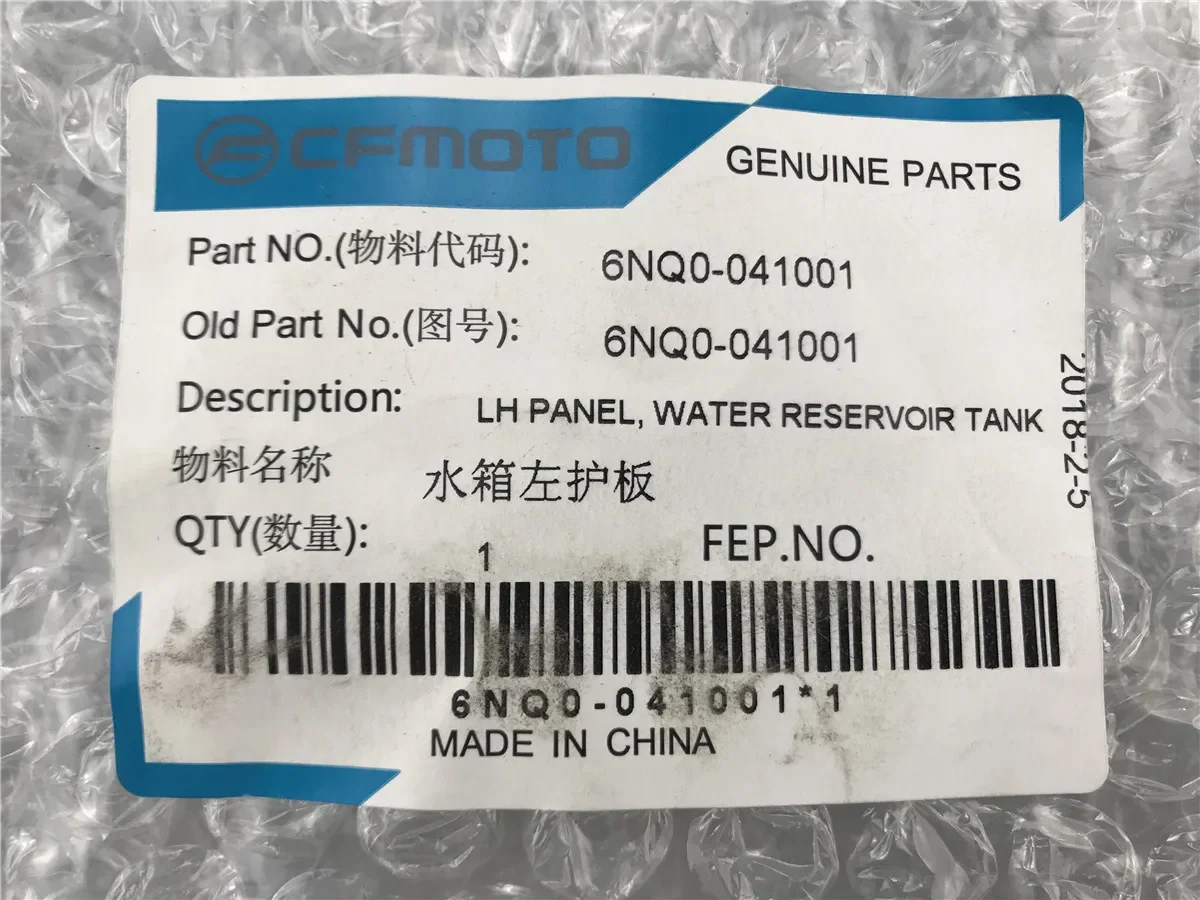 CFMOTO
GENUINE PARTS
Part NO.(物料代码): 6NQ0-041001
Old Part No.(图号): 6NQ0-041001
Description: LH PANEL, WATER RESERVOIR TANK
物料名称 水箱左护板
QTY(数量): 1 FEP.NO.
6NQ0-041001*1
MADE IN CHINA
2018-2-5